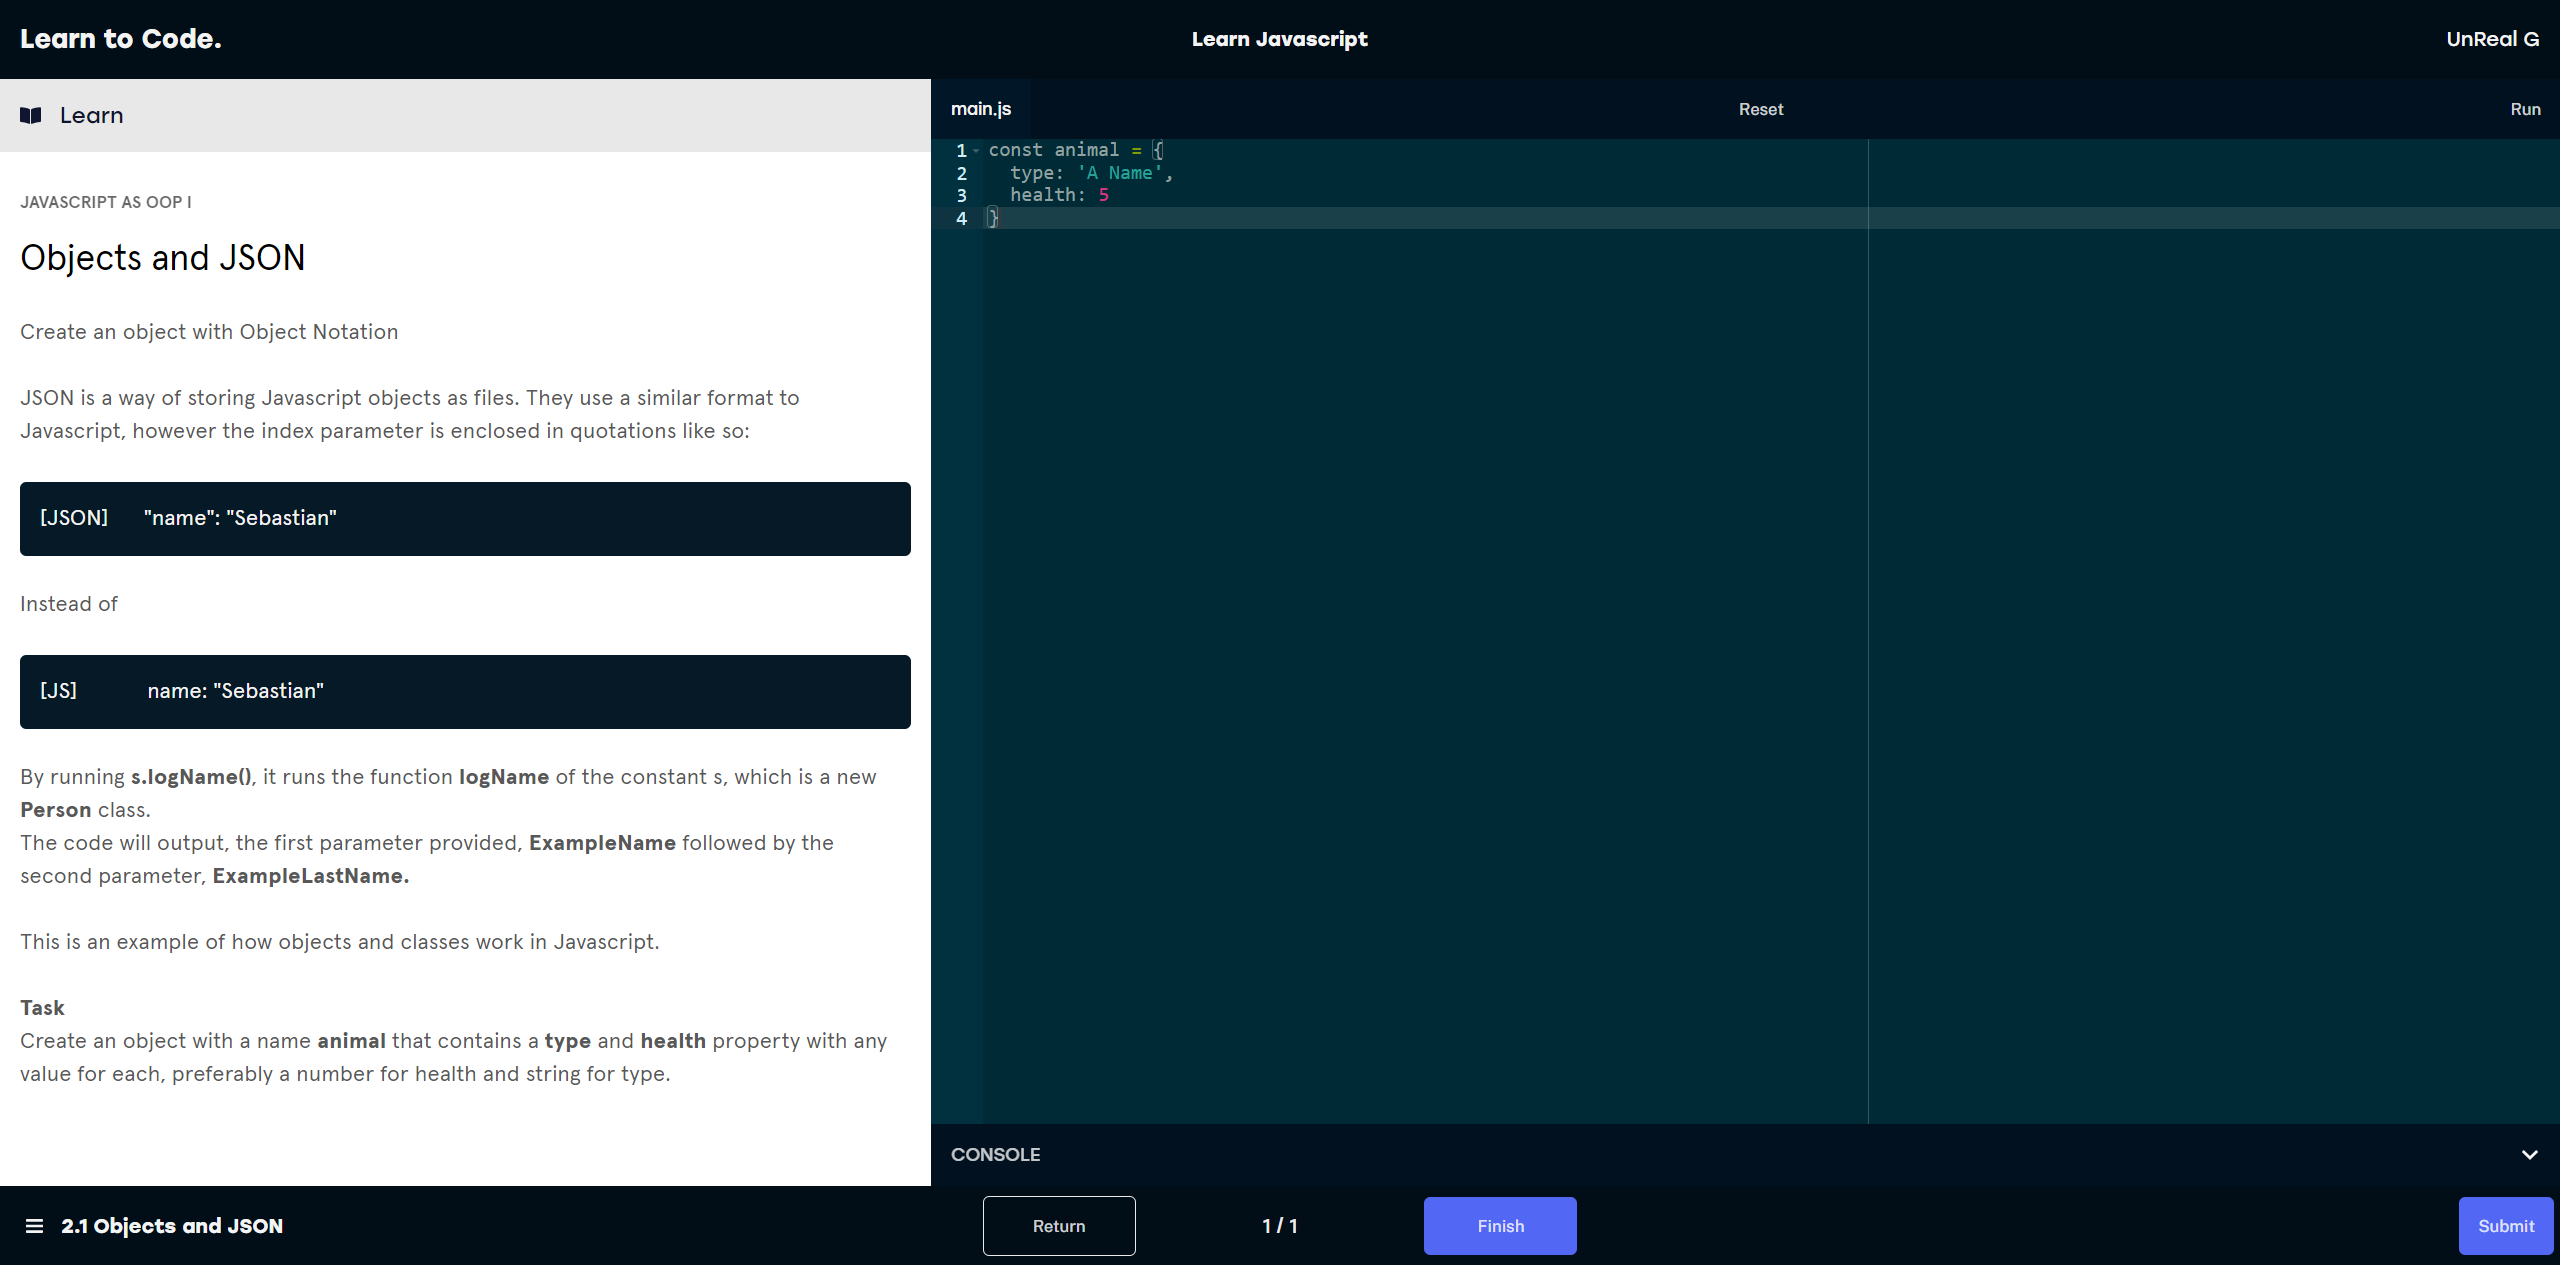 Learn to Code.
Learn Javascript
UnReal G
Learn
JAVASCRIPT AS OOP I
Objects and JSON
Create an object with Object Notation
JSON is a way of storing Javascript objects as files. They use a similar format to
Javascript, however the index parameter is enclosed in quotations like so:
[JSON] "name": "Sebastian"
Instead of
[JS] name: "Sebastian"
By running s.logName(), it runs the function logName of the constant s, which is a new
Person class.
The code will output, the first parameter provided, ExampleName followed by the
second parameter, ExampleLastName.
This is an example of how objects and classes work in Javascript.
Task
Create an object with a name animal that contains a type and health property with any
value for each, preferably a number for health and string for type.
main.js
Reset
Run
1 const animal = {
2   type: 'A Name',
3   health: 5
4 }
CONSOLE
2.1 Objects and JSON
Return
1 / 1
Finish
Submit